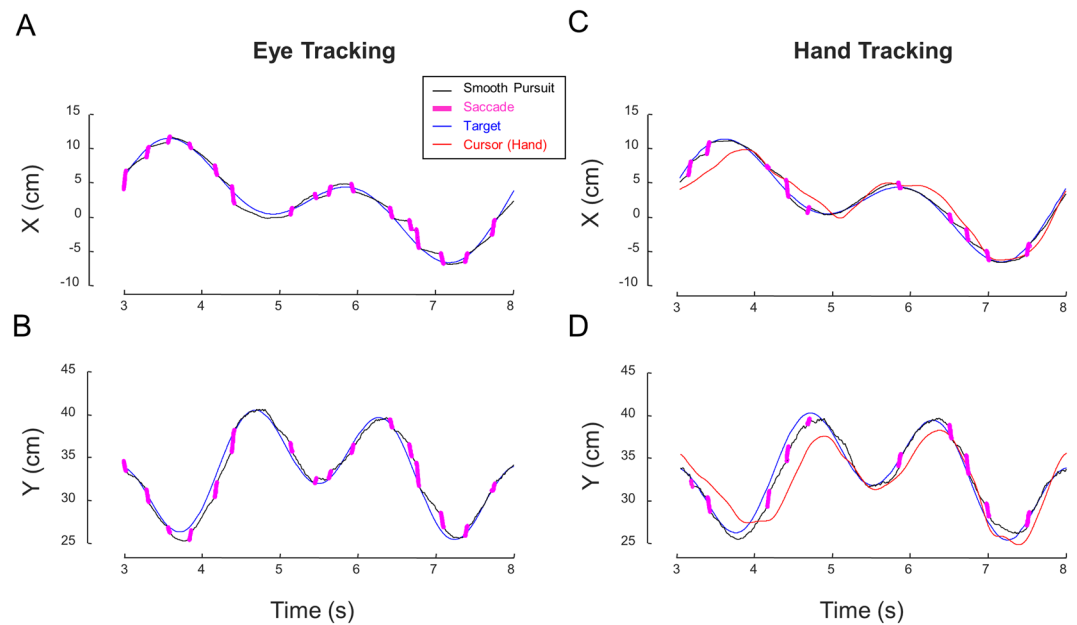 A
Eye Tracking
C
Hand Tracking
Smooth Pursuit
Saccade
Target
Cursor (Hand)
15
10
5
0
-5
-10
X (cm)
3 4 5 6 7 8
15
10
5
0
-5
-10
X (cm)
3 4 5 6 7 8
B
45
40
35
30
25
Y (cm)
3 4 5 6 7 8
Time (s)
D
45
40
35
30
25
Y (cm)
3 4 5 6 7 8
Time (s)